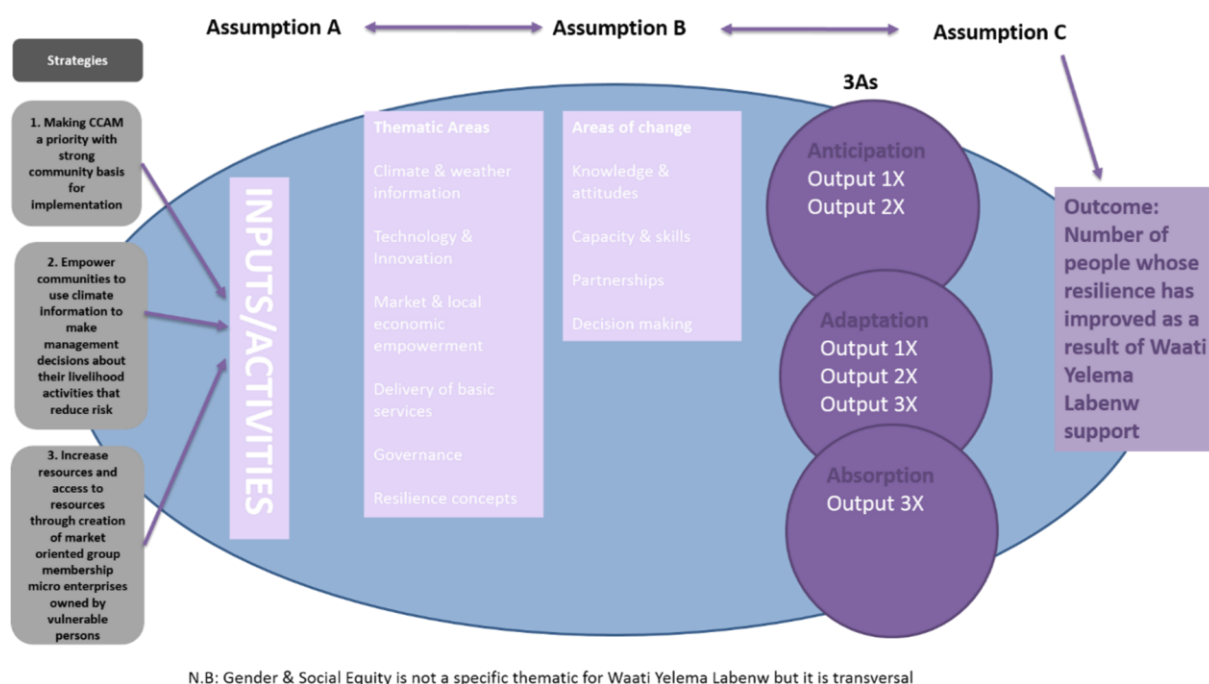 Assumption A
Assumption B
Assumption C
Strategies
1. Making CCAM
a priority with
strong
community basis
for
implementation
2. Empower
communities to
use climate
information to
make
management
decisions about
their livelihood
activities that
reduce risk
3. Increase
resources and
access to
resources
through creation
of market
oriented group
membership
micro enterprises
owned by
vulnerable
persons
INPUTS/ACTIVITIES
Thematic Areas
Climate & weather
information
Technology &
Innovation
Market & local
economic
empowerment
Delivery of basic
services
Governance
Resilience concepts
Areas of change
Knowledge &
attitudes
Capacity & skills
Partnerships
Decision making
3As
Anticipation
Output 1X
Output 2X
Adaptation
Output 1X
Output 2X
Output 3X
Absorption
Output 3X
Outcome:
Number of
people whose
resilience has
improved as a
result of Waati
Yelema
Labenw
support
N.B: Gender & Social Equity is not a specific thematic for Waati Yelema Labenw but it is transversal